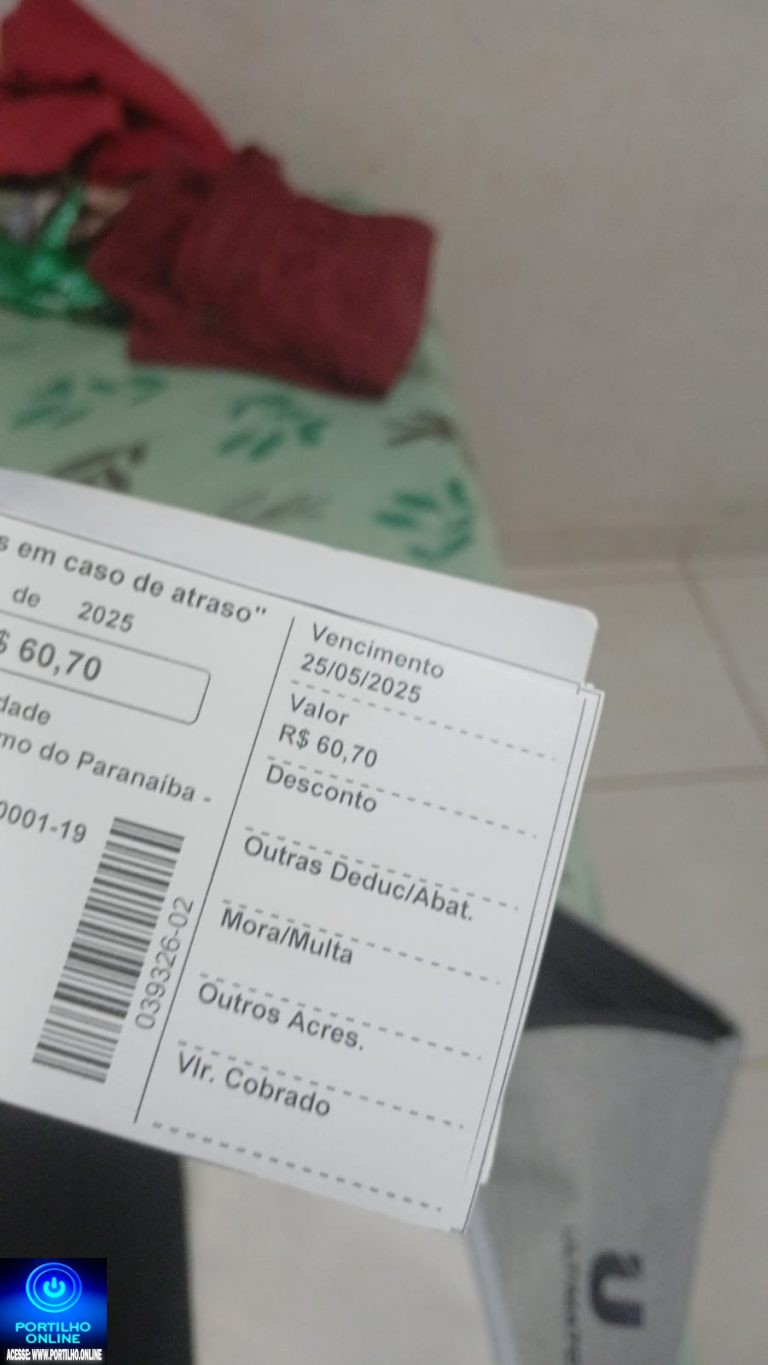 s em caso de atraso"
de 2025
$ 60,70
dade
mo do Paranaíba -
0001-19
039326-02
Vencimento
25/05/2025
Valor
R$ 60,70
Desconto
Outras Deduc/Abat.
Mora/Multa
Outros Acres.
Vlr. Cobrado
U
PORTILHO
ONLINE
ACESSE: WWW.PORTILHO.ONLINE